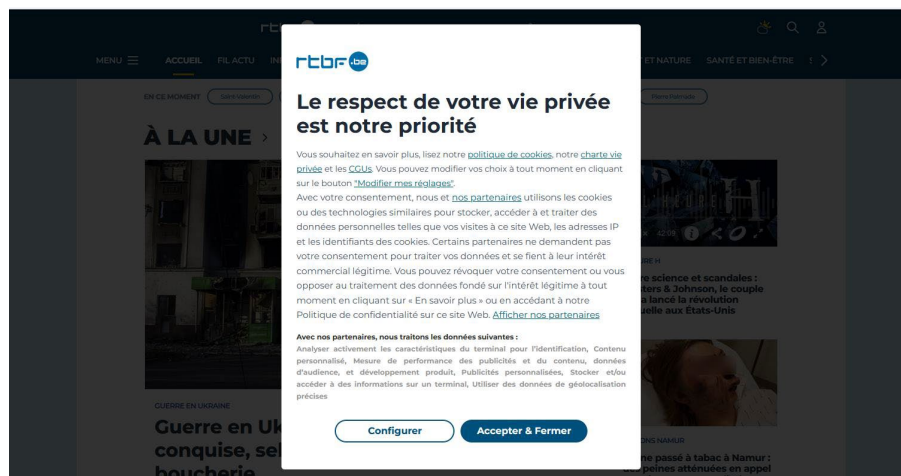 MENU ACCUEIL FIL ACTU ET NATURE SANTÉ ET BIEN-ÊTRE
EN CE MOMENT
À LA UNE >
rtbf.be
Le respect de votre vie privée
est notre priorité
Vous souhaitez en savoir plus, lisez notre politique de cookies, notre charte vie
privée et les CGUs. Vous pouvez modifier vos choix à tout moment en cliquant
sur le bouton "Modifier mes réglages".
Avec votre consentement, nous et nos partenaires utilisons les cookies
ou des technologies similaires pour stocker, accéder à et traiter des
données personnelles telles que vos visites à ce site Web, les adresses IP
et les identifiants des cookies. Certains partenaires ne demandent pas
votre consentement pour traiter vos données et se fient à leur intérêt
commercial légitime. Vous pouvez révoquer votre consentement ou vous
opposer au traitement des données fondé sur l'intérêt légitime à tout
moment en cliquant sur « En savoir plus » ou en accédant à notre
Politique de confidentialité sur ce site Web. Afficher nos partenaires
Avec nos partenaires, nous traitons les données suivantes :
Analyser activement les caractéristiques du terminal pour l'identification, Contenu
personnalisé, Mesure de performance des publicités et du contenu, données
d'audience, et développement produit, Publicités personnalisées, Stocker et/ou
accéder à des informations sur un terminal, Utiliser des données de géolocalisation
précises
Configurer Accepter & Fermer
GUERRE EN UKRAINE
Guerre en Uk
conquise, sel
boucherie
42:09
URE H
re science et scandales :
ters & Johnson, le couple
a lancé la révolution
uelle aux États-Unis
ONS NAMUR
ne passé à tabac à Namur :
peines atténuées en appel